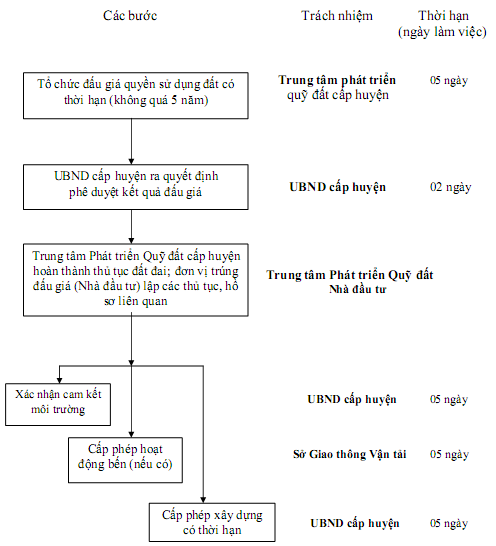 Các bước
Trách nhiệm
Thời hạn
(ngày làm việc)
Tổ chức đấu giá quyền sử dụng đất có
thời hạn (không quá 5 năm)
Trung tâm phát triển
quỹ đất cấp huyện
05 ngày
UBND cấp huyện ra quyết định
phê duyệt kết quả đấu giá
UBND cấp huyện
02 ngày
Trung tâm Phát triển Quỹ đất cấp huyện
hoàn thành thủ tục đất đai; đơn vị trúng
đấu giá (Nhà đầu tư) lập các thủ tục, hồ
sơ liên quan
Trung tâm Phát triển Quỹ đất
Nhà đầu tư
Xác nhận cam kết
môi trường
UBND cấp huyện
05 ngày
Cấp phép hoạt
động bến (nếu có)
Sở Giao thông Vận tải
05 ngày
Cấp phép xây dựng
có thời hạn
UBND cấp huyện
05 ngày